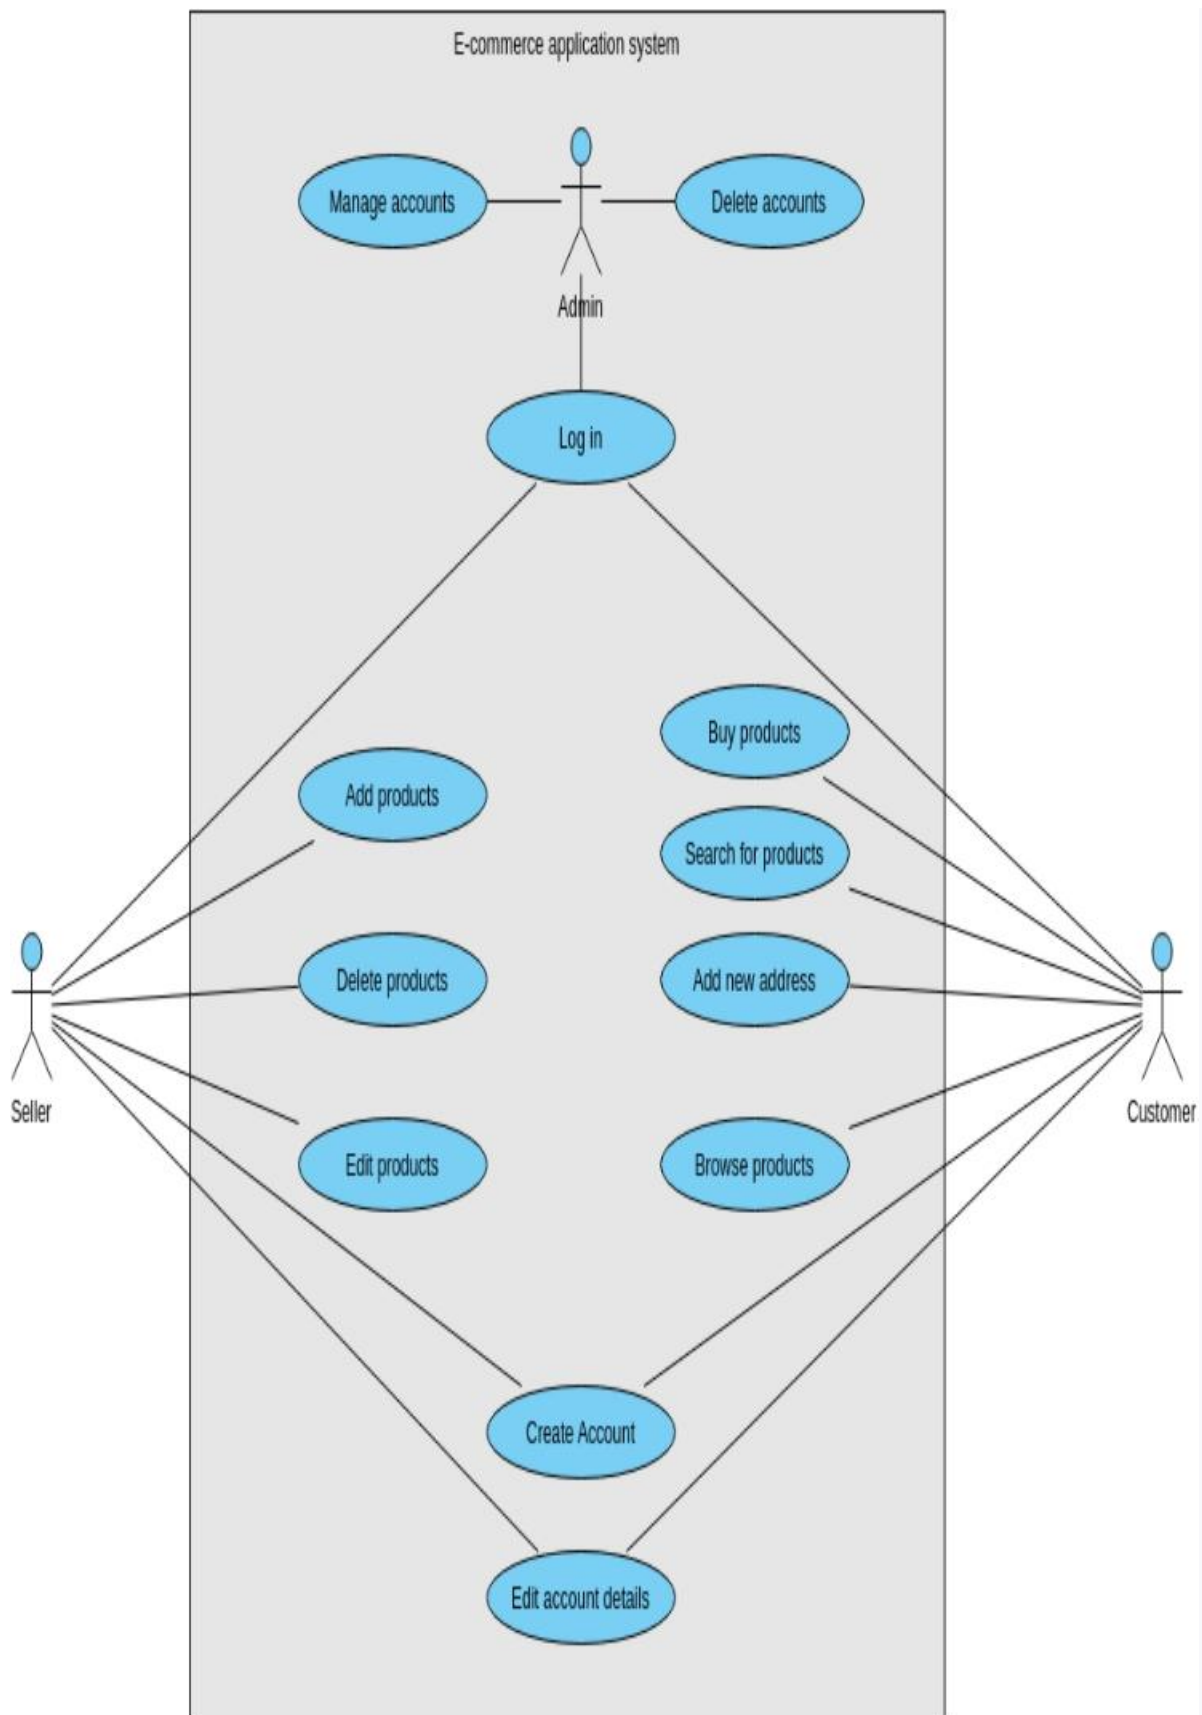 E-commerce application system
Manage accounts
Delete accounts
Admin
Log in
Buy products
Add products
Search for products
Delete products
Add new address
Seller
Customer
Edit products
Browse products
Create Account
Edit account details